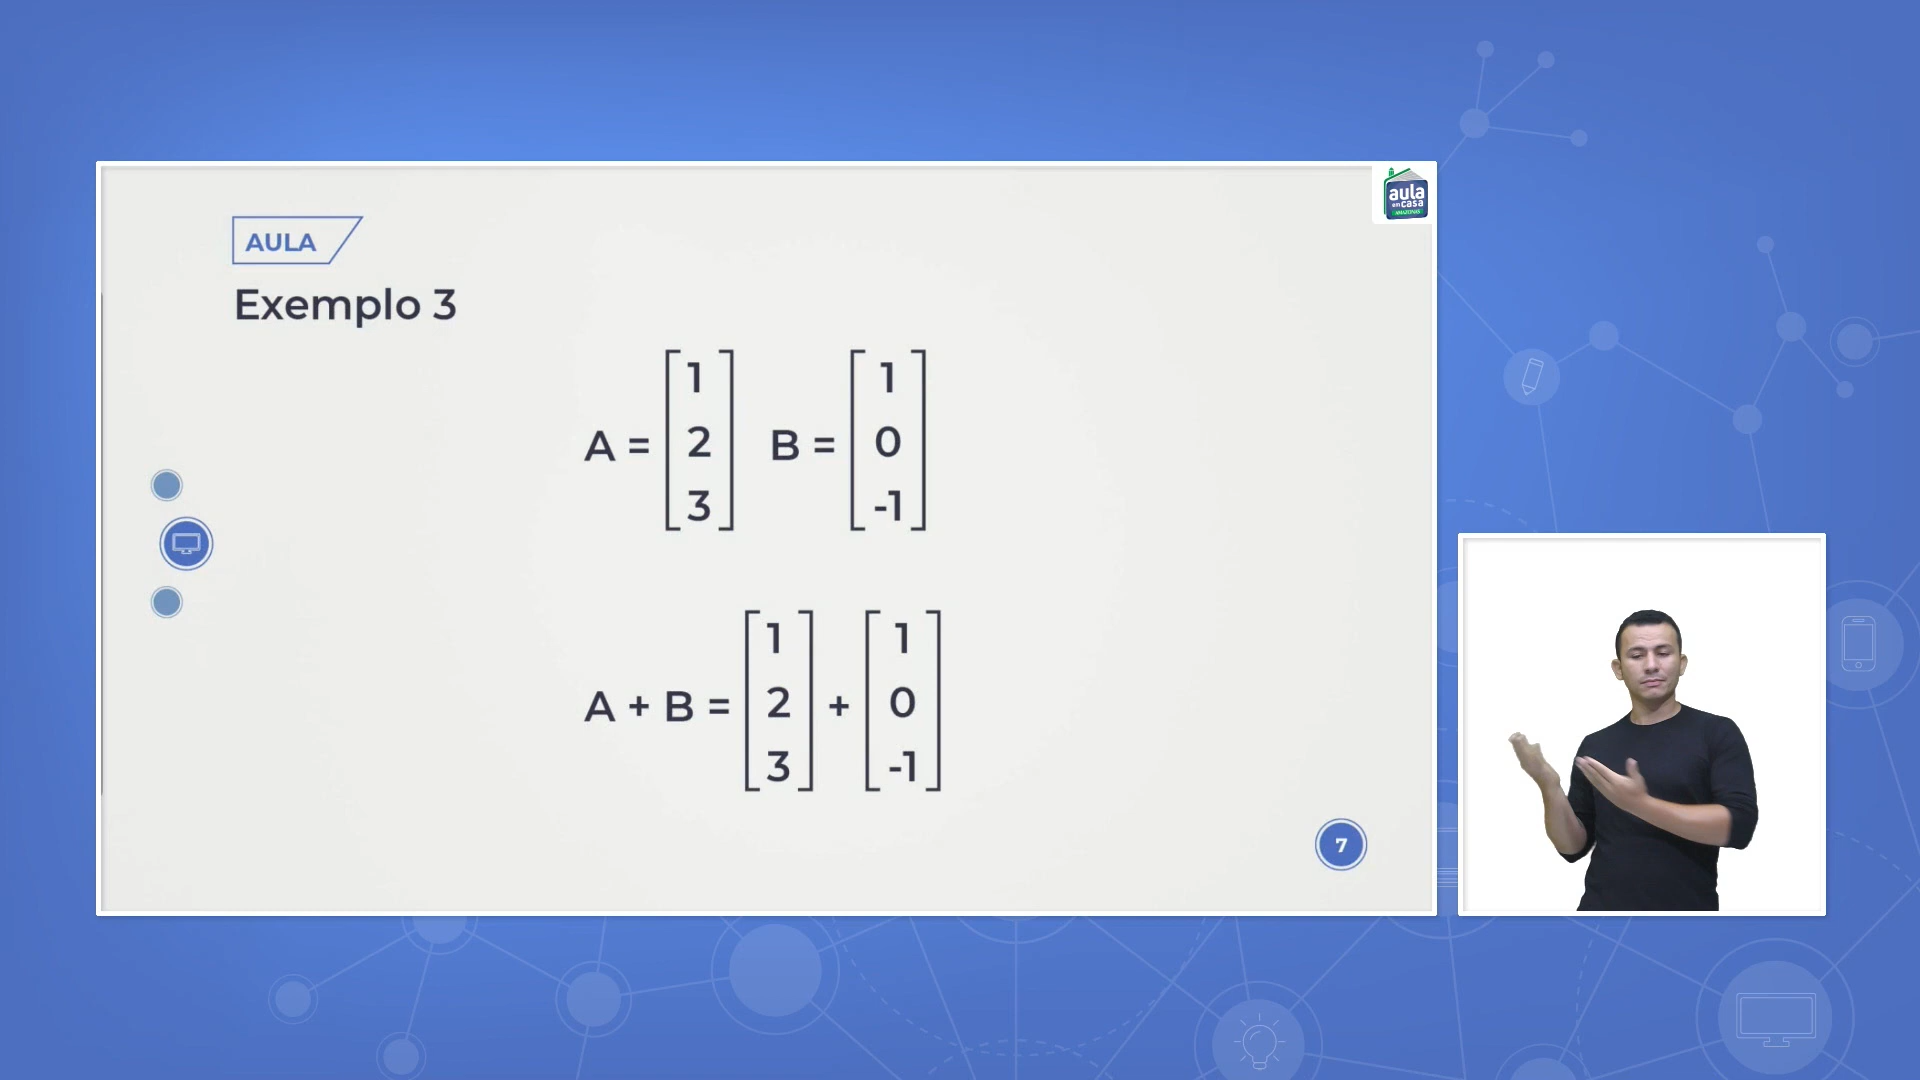 aula
em casa
AMAZONAS
AULA
Exemplo 3
A = [1 2 3] B = [1 0 -1]
A + B = [1 2 3] + [1 0 -1]
7